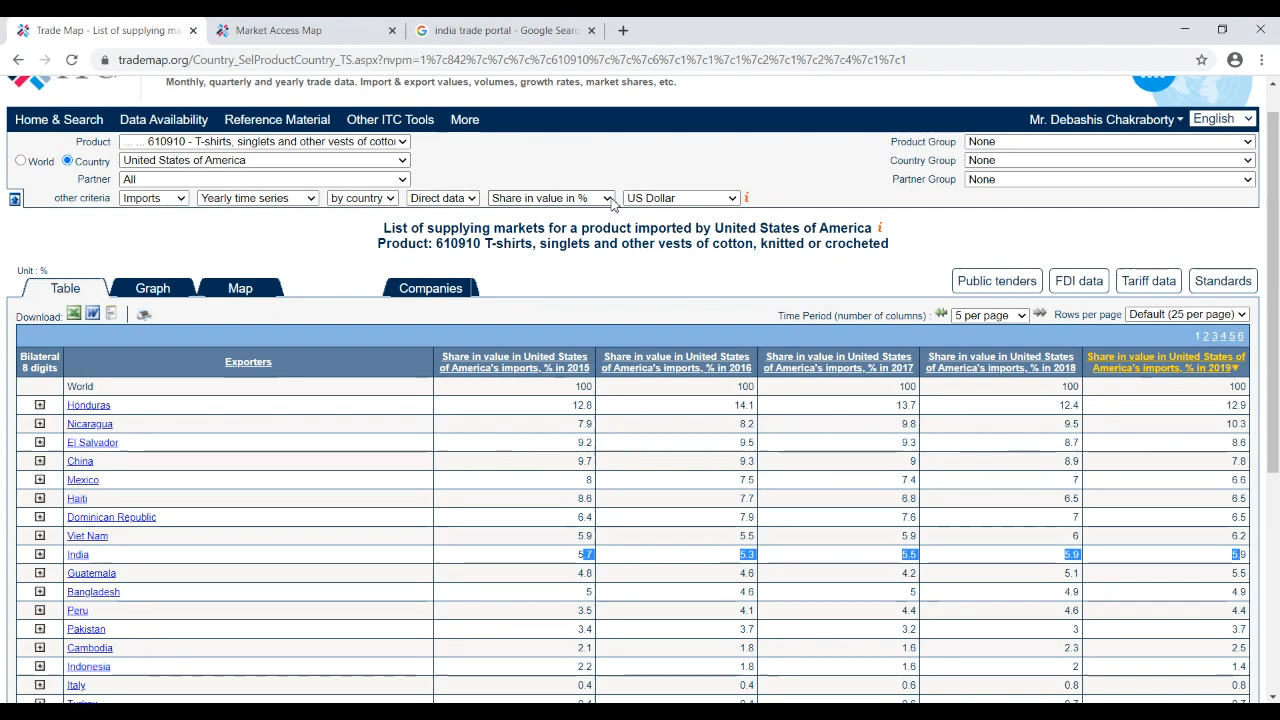 Trade Map - List of supplying ma
Market Access Map
india trade portal - Google Searc
trademap.org/Country_SelProductCountry_TS.aspx?nvpm=1%7c842%7c%7c%7c%7c610910%7c%7c%7c6%7c1%7c1%7c1%7c2%7c1%7c2%7c4%7c1%7c1
Monthly, quarterly and yearly trade data. Import & export values, volumes, growth rates, market shares, etc.
Home & Search Data Availability Reference Material Other ITC Tools More Mr. Debashis Chakraborty English
Product ... ... 610910 - T-shirts, singlets and other vests of cotton Product Group None
World Country United States of America Country Group None
Partner All Partner Group None
other criteria Imports Yearly time series by country Direct data Share in value in % US Dollar i
List of supplying markets for a product imported by United States of America i
Product: 610910 T-shirts, singlets and other vests of cotton, knitted or crocheted
Unit : %
Table Graph Map Companies Public tenders FDI data Tariff data Standards
Download: Time Period (number of columns) : 5 per page Rows per page Default (25 per page)
1 2 3 4 5 6
Bilateral 8 digits
Exporters
Share in value in United States of America's imports, % in 2015
Share in value in United States of America's imports, % in 2016
Share in value in United States of America's imports, % in 2017
Share in value in United States of America's imports, % in 2018
Share in value in United States of America's imports, % in 2019
World 100 100 100 100 100
Honduras 12.8 14.1 13.7 12.4 12.9
Nicaragua 7.9 8.2 9.8 9.5 10.3
El Salvador 9.2 9.5 9.3 8.7 8.6
China 9.7 9.3 9 8.9 7.8
Mexico 8 7.5 7.4 7 6.6
Haiti 8.6 7.7 6.8 6.5 6.5
Dominican Republic 6.4 7.9 7.6 7 6.5
Viet Nam 5.9 5.5 5.9 6 6.2
India 5.7 5.3 5.5 5.9 5.9
Guatemala 4.8 4.6 4.2 5.1 5.5
Bangladesh 5 4.6 5 4.9 4.9
Peru 3.5 4.1 4.4 4.6 4.4
Pakistan 3.4 3.7 3.2 3 3.7
Cambodia 2.1 1.8 1.6 2.3 2.5
Indonesia 2.2 1.8 1.6 2 1.4
Italy 0.4 0.4 0.6 0.8 0.8